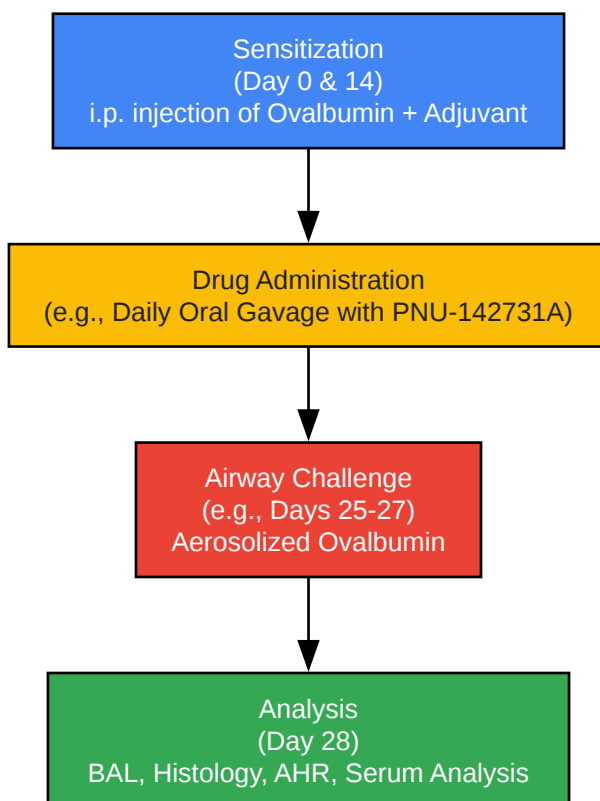 Sensitization
(Day 0 & 14)
i.p. injection of Ovalbumin + Adjuvant
Drug Administration
(e.g., Daily Oral Gavage with PNU-142731A)
Airway Challenge
(e.g., Days 25-27)
Aerosolized Ovalbumin
Analysis
(Day 28)
BAL, Histology, AHR, Serum Analysis